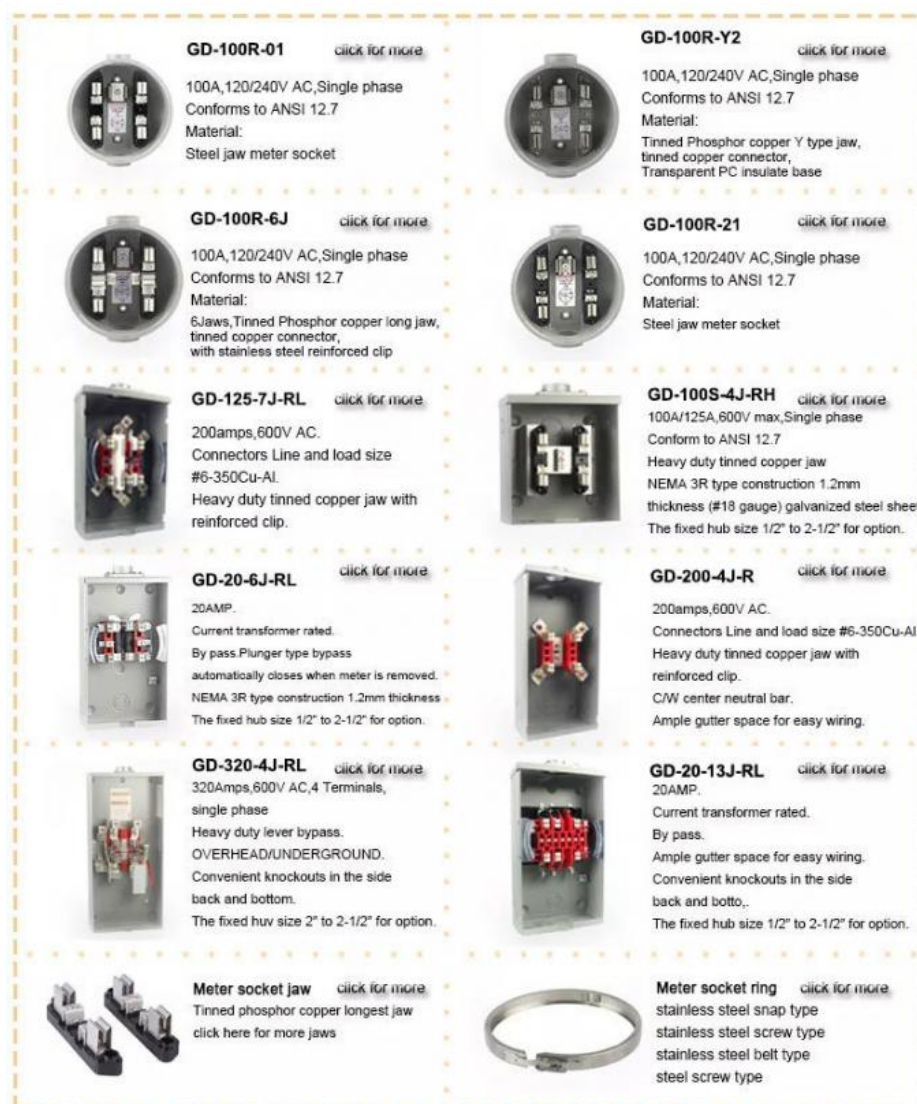 GD-100R-01 click for more
100A,120/240V AC,Single phase
Conforms to ANSI 12.7
Material:
Steel jaw meter socket
GD-100R-Y2 click for more
100A,120/240V AC,Single phase
Conforms to ANSI 12.7
Material:
Tinned Phosphor copper Y type jaw,
tinned copper connector,
Transparent PC insulate base
GD-100R-6J click for more
100A,120/240V AC,Single phase
Conforms to ANSI 12.7
Material:
6Jaws,Tinned Phosphor copper long jaw,
tinned copper connector,
with stainless steel reinforced clip
GD-100R-21 click for more
100A,120/240V AC,Single phase
Conforms to ANSI 12.7
Material:
Steel jaw meter socket
GD-125-7J-RL click for more
200amps,600V AC.
Connectors Line and load size
#6-350Cu-Al.
Heavy duty tinned copper jaw with
reinforced clip.
GD-100S-4J-RH click for more
100A/125A,600V max,Single phase
Conform to ANSI 12.7
Heavy duty tinned copper jaw
NEMA 3R type construction 1.2mm
thickness (#18 gauge) galvanized steel shee
The fixed hub size 1/2" to 2-1/2" for option.
GD-20-6J-RL click for more
20AMP.
Current transformer rated.
By pass.Plunger type bypass
automatically closes when meter is removed.
NEMA 3R type construction 1.2mm thickness
The fixed hub size 1/2" to 2-1/2" for option.
GD-200-4J-R click for more
200amps,600V AC.
Connectors Line and load size #6-350Cu-Al
Heavy duty tinned copper jaw with
reinforced clip.
C/W center neutral bar.
Ample gutter space for easy wiring.
GD-320-4J-RL click for more
320Amps,600V AC,4 Terminals,
single phase
Heavy duty lever bypass.
OVERHEAD/UNDERGROUND.
Convenient knockouts in the side
back and bottom.
The fixed huv size 2" to 2-1/2" for option.
GD-20-13J-RL click for more
20AMP.
Current transformer rated.
By pass.
Ample gutter space for easy wiring.
Convenient knockouts in the side
back and botto,.
The fixed hub size 1/2" to 2-1/2" for option.
Meter socket jaw click for more
Tinned phosphor copper longest jaw
click here for more jaws
Meter socket ring click for more
stainless steel snap type
stainless steel screw type
stainless steel belt type
steel screw type